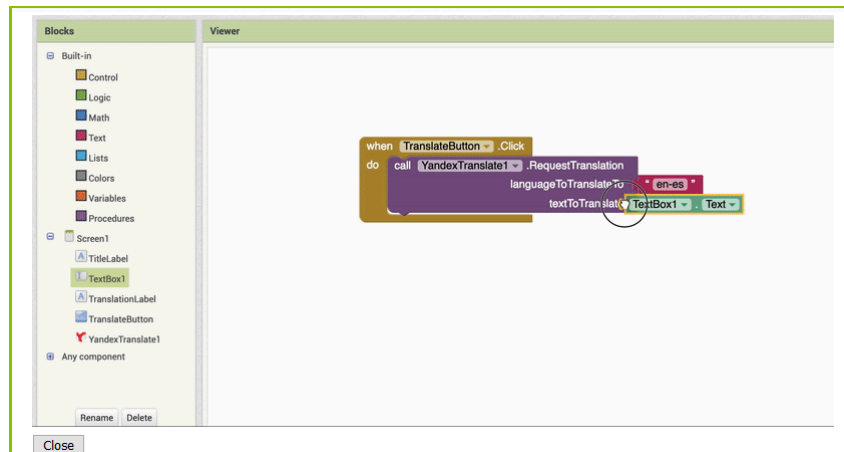 Blocks
Viewer
Built-in
Control
Logic
Math
Text
Lists
Colors
Variables
Procedures
Screen1
TitleLabel
TextBox1
TranslationLabel
TranslateButton
YandexTranslate1
Any component
Rename Delete
when TranslateButton .Click
do call YandexTranslate1 .RequestTranslation
languageToTranslateTo " en-es "
textToTranslate TextBox1 . Text
Close